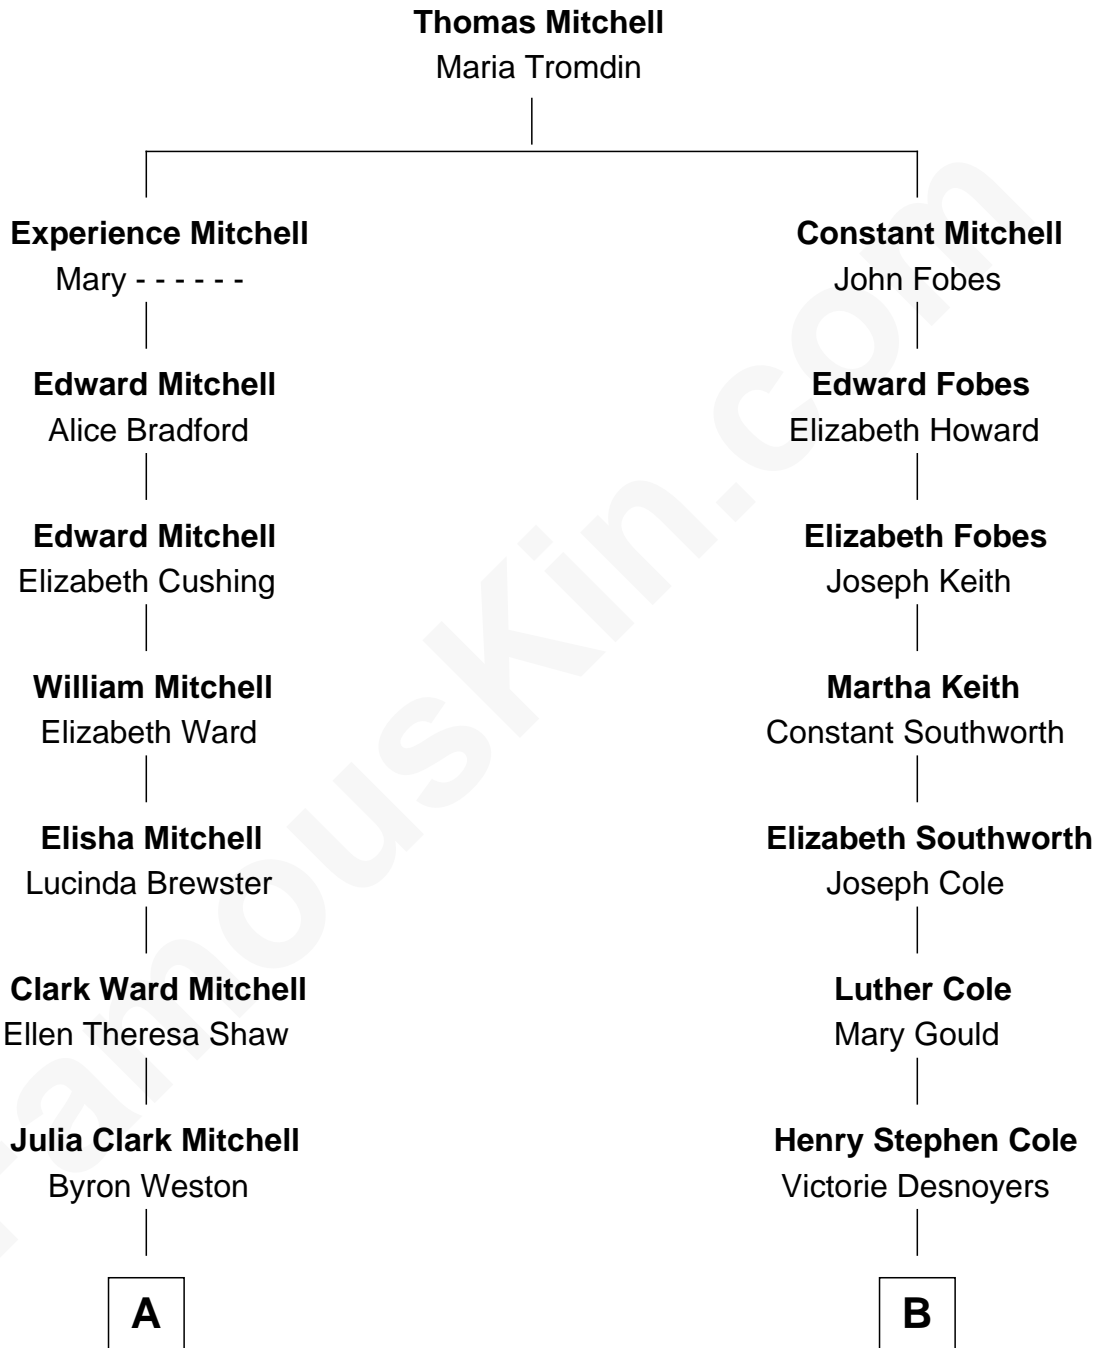 Thomas Mitchell
Maria Tromdin
Experience Mitchell
Mary - - - - - -
Constant Mitchell
John Fobes
Edward Mitchell
Alice Bradford
Edward Fobes
Elizabeth Howard
Edward Mitchell
Elizabeth Cushing
Elizabeth Fobes
Joseph Keith
William Mitchell
Elizabeth Ward
Martha Keith
Constant Southworth
Elisha Mitchell
Lucinda Brewster
Elizabeth Southworth
Joseph Cole
Clark Ward Mitchell
Ellen Theresa Shaw
Luther Cole
Mary Gould
Julia Clark Mitchell
Byron Weston
Henry Stephen Cole
Victorie Desnoyers
A
B
FamousKin.com